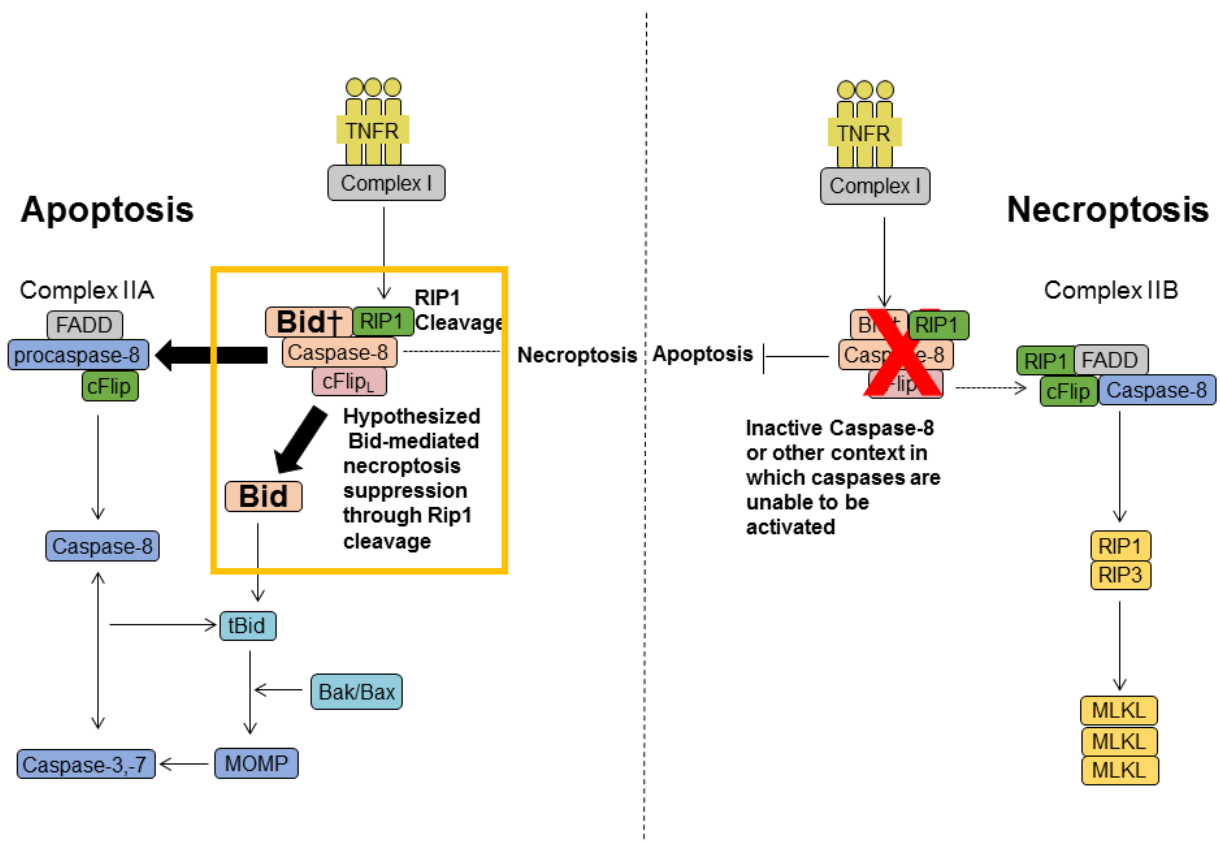 TNFR
Complex I
Apoptosis
Complex IIA
FADD
procaspase-8
cFlip
Bid†
RIP1
RIP1
Cleavage
Caspase-8
cFlipL
Necroptosis
Hypothesized
Bid-mediated
necroptosis
suppression
through Rip1
cleavage
Bid
Caspase-8
tBid
Bak/Bax
Caspase-3,-7
MOMP
TNFR
Complex I
Necroptosis
Complex IIB
Apoptosis
RIP1
RIP1
FADD
cFlip
Caspase-8
Inactive Caspase-8
or other context in
which caspases are
unable to be
activated
RIP1
RIP3
MLKL
MLKL
MLKL